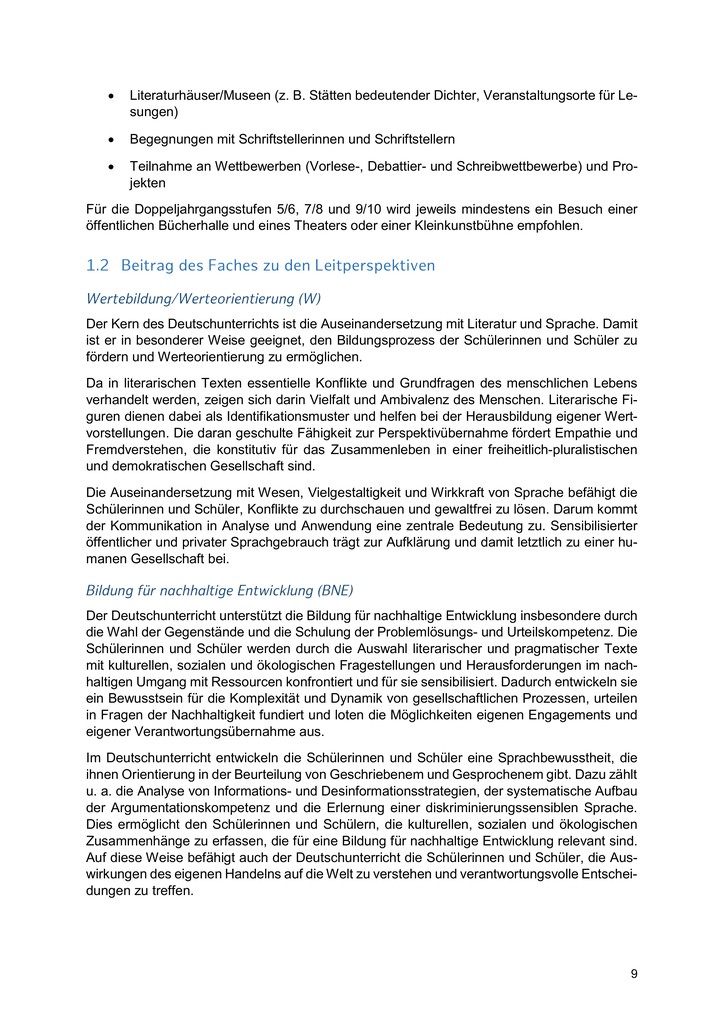 • Literaturhäuser/Museen (z. B. Stätten bedeutender Dichter, Veranstaltungsorte für Le-
sungen)
• Begegnungen mit Schriftstellerinnen und Schriftstellern
• Teilnahme an Wettbewerben (Vorlese-, Debattier- und Schreibwettbewerbe) und Pro-
jekten
Für die Doppeljahrgangsstufen 5/6, 7/8 und 9/10 wird jeweils mindestens ein Besuch einer
öffentlichen Bücherhalle und eines Theaters oder einer Kleinkunstbühne empfohlen.
1.2 Beitrag des Faches zu den Leitperspektiven
Wertebildung/Werteorientierung (W)
Der Kern des Deutschunterrichts ist die Auseinandersetzung mit Literatur und Sprache. Damit
ist er in besonderer Weise geeignet, den Bildungsprozess der Schülerinnen und Schüler zu
fördern und Werteorientierung zu ermöglichen.
Da in literarischen Texten essentielle Konflikte und Grundfragen des menschlichen Lebens
verhandelt werden, zeigen sich darin Vielfalt und Ambivalenz des Menschen. Literarische Fi-
guren dienen dabei als Identifikationsmuster und helfen bei der Herausbildung eigener Wert-
vorstellungen. Die daran geschulte Fähigkeit zur Perspektivübernahme fördert Empathie und
Fremdverstehen, die konstitutiv für das Zusammenleben in einer freiheitlich-pluralistischen
und demokratischen Gesellschaft sind.
Die Auseinandersetzung mit Wesen, Vielgestaltigkeit und Wirkkraft von Sprache befähigt die
Schülerinnen und Schüler, Konflikte zu durchschauen und gewaltfrei zu lösen. Darum kommt
der Kommunikation in Analyse und Anwendung eine zentrale Bedeutung zu. Sensibilisierter
öffentlicher und privater Sprachgebrauch trägt zur Aufklärung und damit letztlich zu einer hu-
manen Gesellschaft bei.
Bildung für nachhaltige Entwicklung (BNE)
Der Deutschunterricht unterstützt die Bildung für nachhaltige Entwicklung insbesondere durch
die Wahl der Gegenstände und die Schulung der Problemlösungs- und Urteilskompetenz. Die
Schülerinnen und Schüler werden durch die Auswahl literarischer und pragmatischer Texte
mit kulturellen, sozialen und ökologischen Fragestellungen und Herausforderungen im nach-
haltigen Umgang mit Ressourcen konfrontiert und für sie sensibilisiert. Dadurch entwickeln sie
ein Bewusstsein für die Komplexität und Dynamik von gesellschaftlichen Prozessen, urteilen
in Fragen der Nachhaltigkeit fundiert und loten die Möglichkeiten eigenen Engagements und
eigener Verantwortungsübernahme aus.
Im Deutschunterricht entwickeln die Schülerinnen und Schüler eine Sprachbewusstheit, die
ihnen Orientierung in der Beurteilung von Geschriebenem und Gesprochenem gibt. Dazu zählt
u. a. die Analyse von Informations- und Desinformationsstrategien, der systematische Aufbau
der Argumentationskompetenz und die Erlernung einer diskriminierungssensiblen Sprache.
Dies ermöglicht den Schülerinnen und Schülern, die kulturellen, sozialen und ökologischen
Zusammenhänge zu erfassen, die für eine Bildung für nachhaltige Entwicklung relevant sind.
Auf diese Weise befähigt auch der Deutschunterricht die Schülerinnen und Schüler, die Aus-
wirkungen des eigenen Handelns auf die Welt zu verstehen und verantwortungsvolle Entschei-
dungen zu treffen.
9